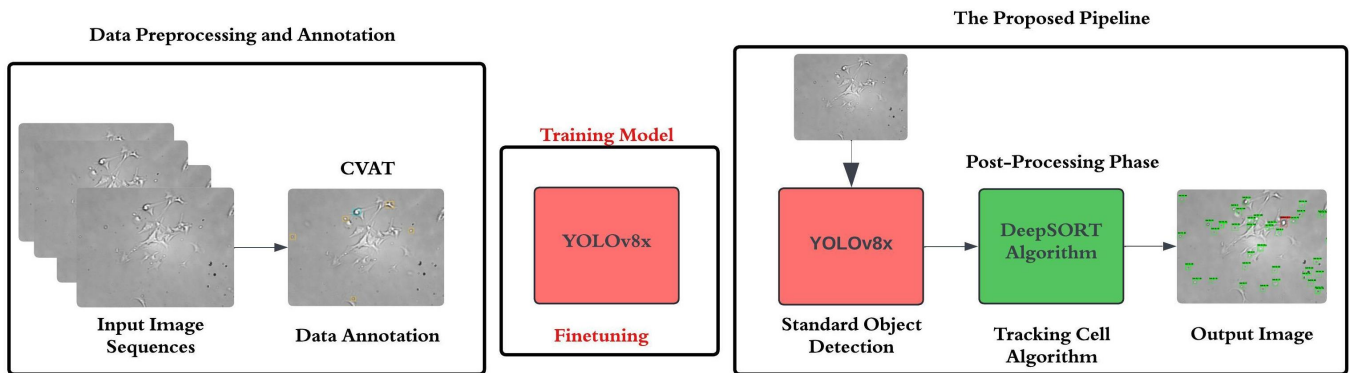 Data Preprocessing and Annotation
CVAT
Input Image
Sequences
Data Annotation
Training Model
YOLOv8x
Finetuning
The Proposed Pipeline
Post-Processing Phase
YOLOv8x
DeepSORT
Algorithm
Standard Object
Detection
Tracking Cell
Algorithm
Output Image